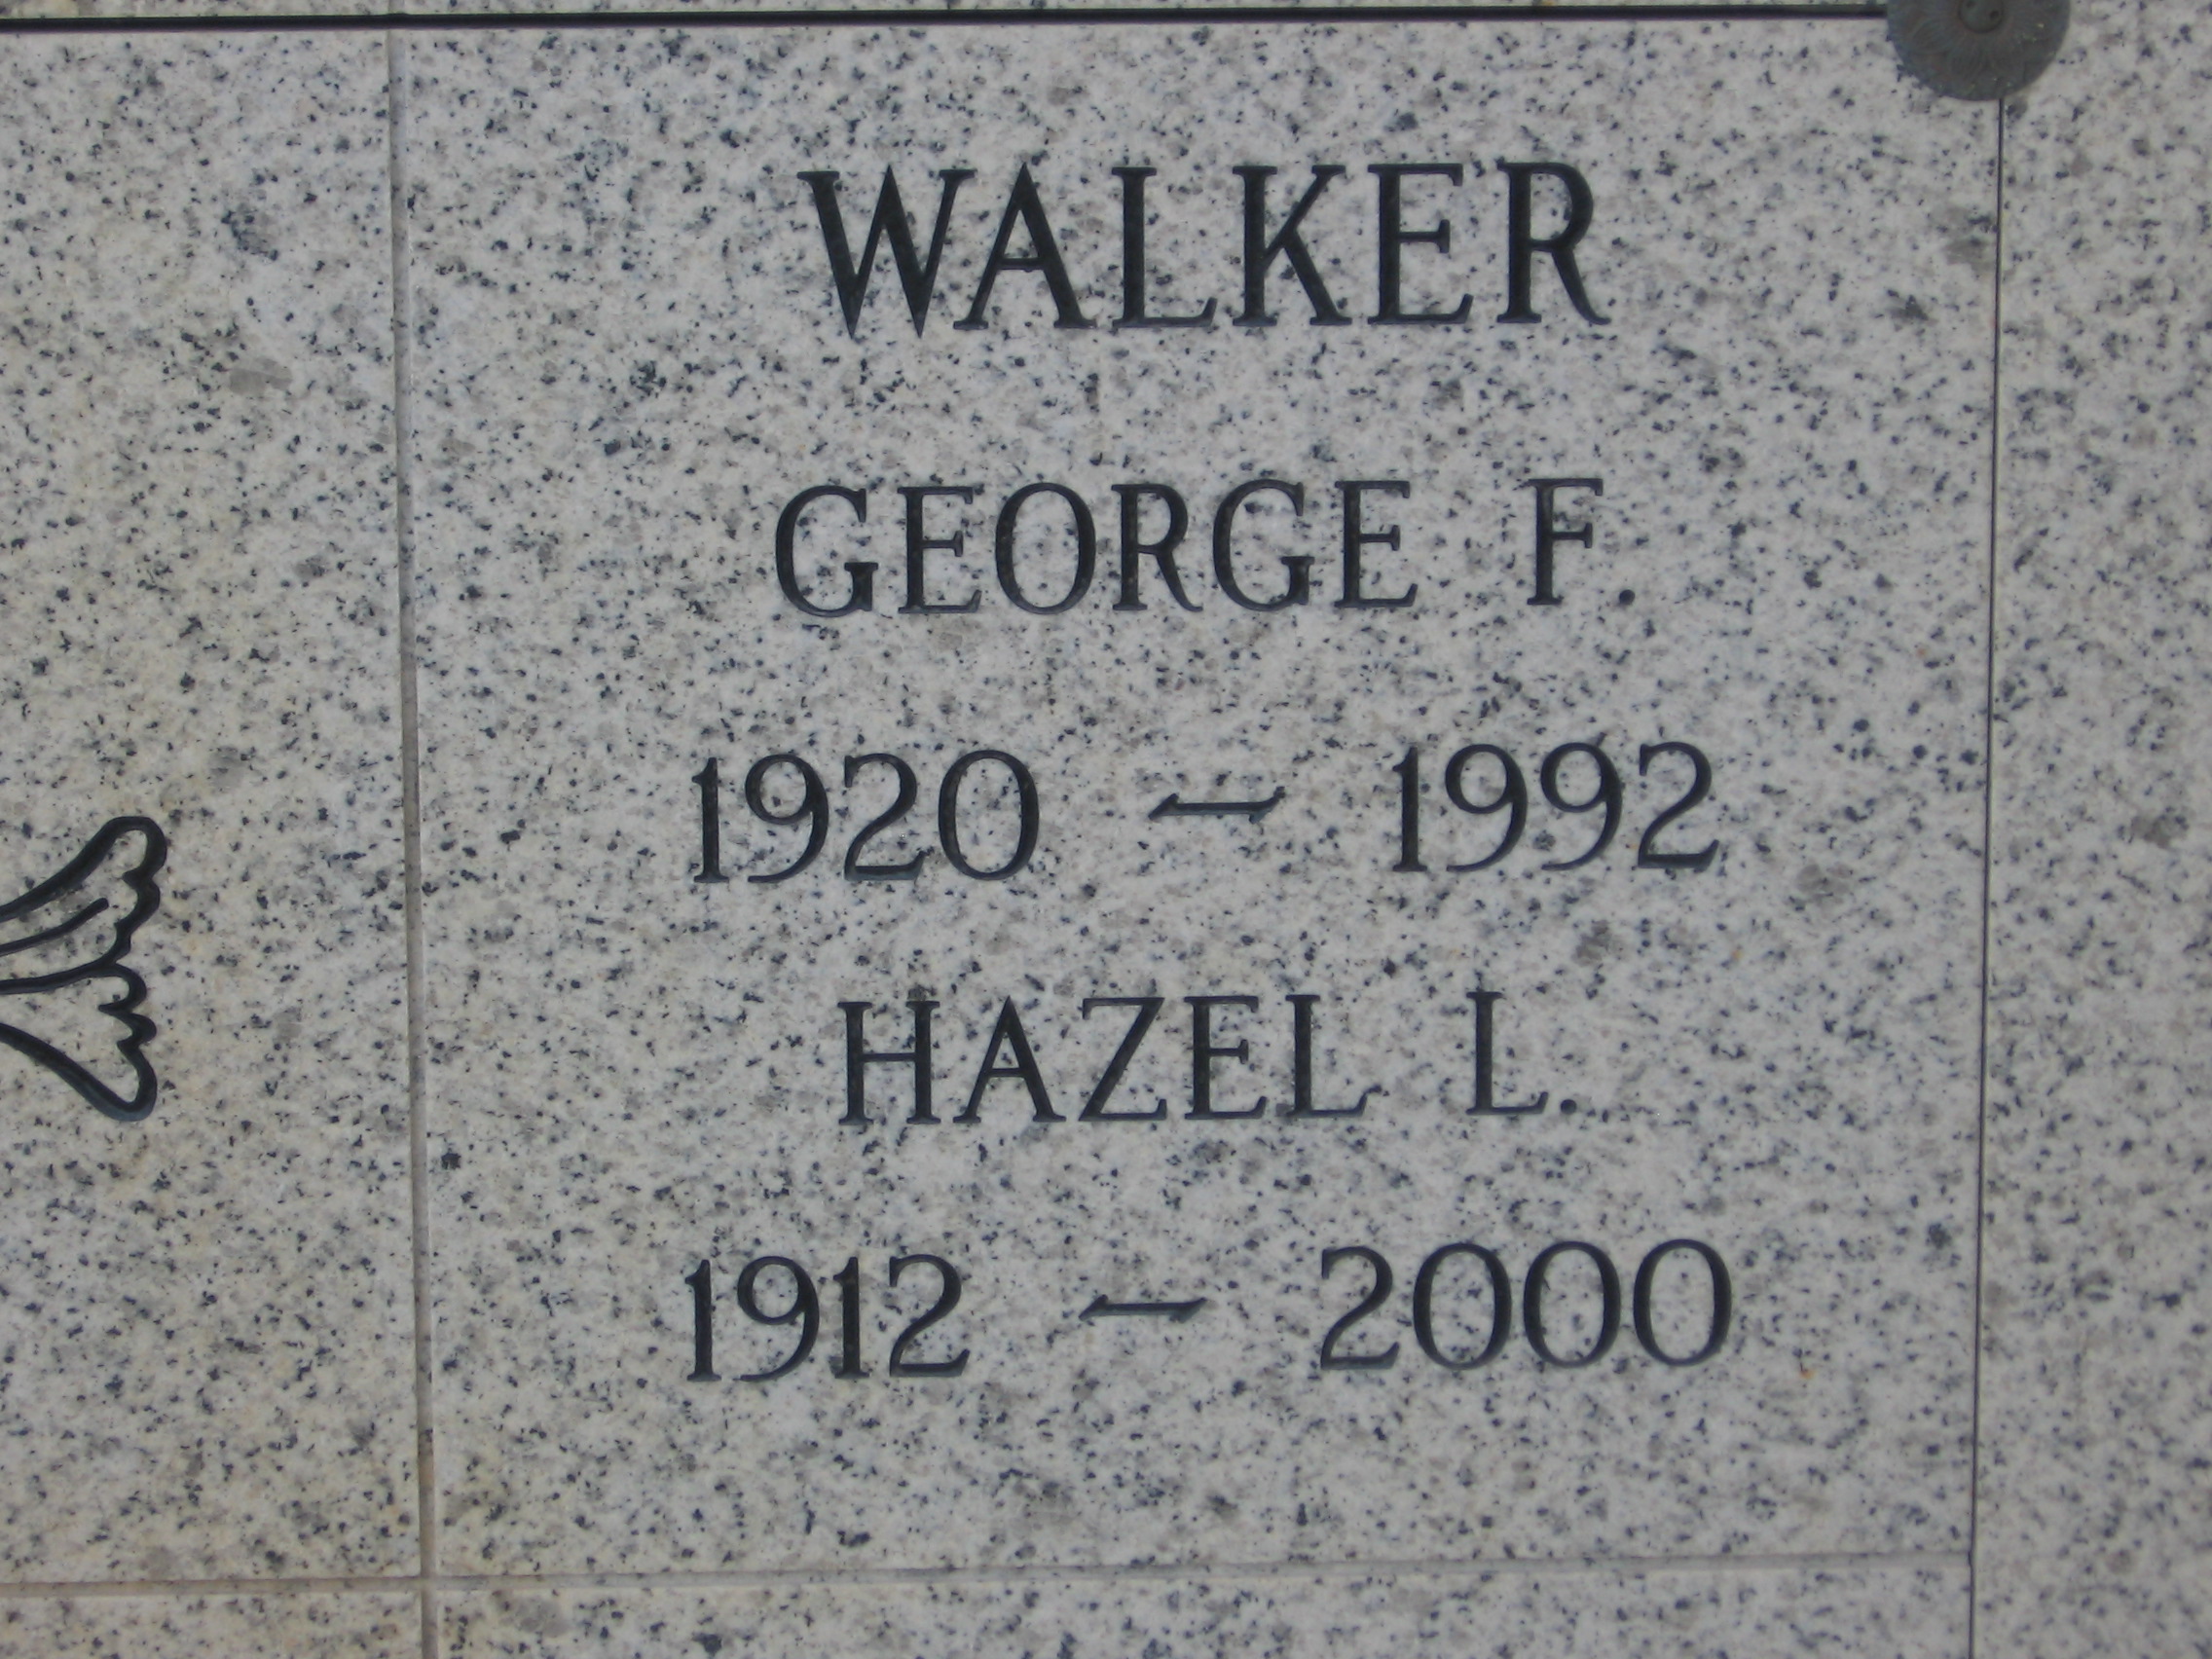 WALKER
GEORGE F.
1920 – 1992
HAZEL L.
1912 – 2000